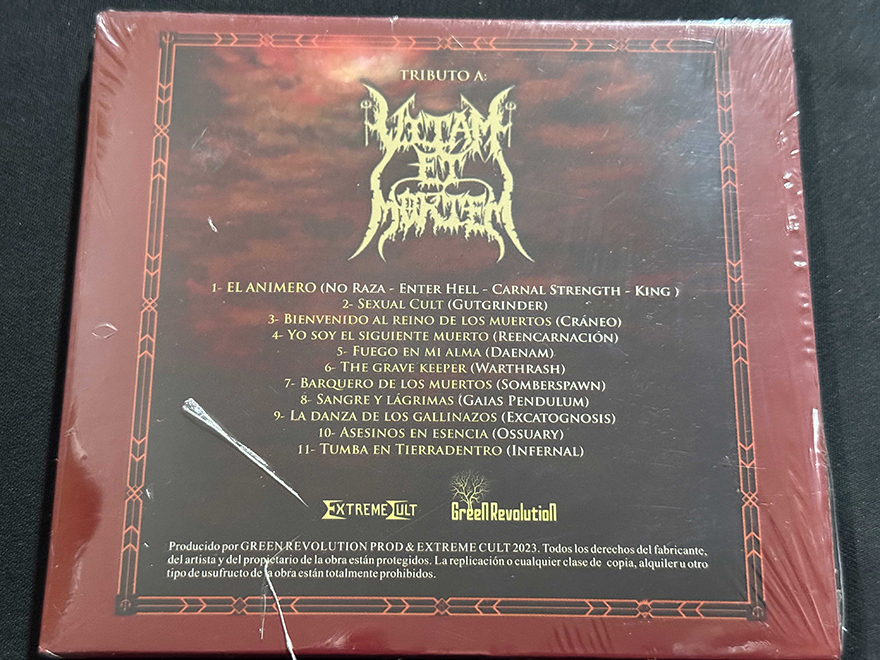 TRIBUTO A:
VITAM
ET
MORTEM
1- EL ANIMERO (NO RAZA - ENTER HELL - CARNAL STRENGTH - KING )
2- SEXUAL CULT (GUTGRINDER)
3- BIENVENIDO AL REINO DE LOS MUERTOS (CRÁNEO)
4- YO SOY EL SIGUIENTE MUERTO (REENCARNACIÓN)
5- FUEGO EN MI ALMA (DAENAM)
6- THE GRAVE KEEPER (WARTHRASH)
7- BARQUERO DE LOS MUERTOS (SOMBERSPAWN)
8- SANGRE Y LÁGRIMAS (GAIAS PENDULUM)
9- LA DANZA DE LOS GALLINAZOS (EXCATOGNOSIS)
10- ASESINOS EN ESENCIA (OSSUARY)
11- TUMBA EN TIERRADENTRO (INFERNAL)
EXTREME CULT
GREEN REVOLUTION
Producido por GREEN REVOLUTION PROD & EXTREME CULT 2023. Todos los derechos del fabricante,
del artista y del propietario de la obra están protegidos. La replicación o cualquier clase de copia, alquiler u otro
tipo de usufructo de la obra están totalmente prohibidos.